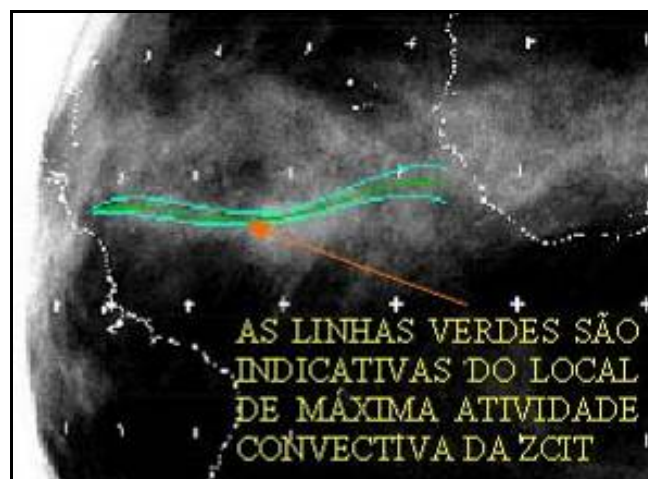 AS LINHAS VERDES SÃO
INDICATIVAS DO LOCAL
DE MÁXIMA ATIVIDADE
CONVECTIVA DA ZCIT